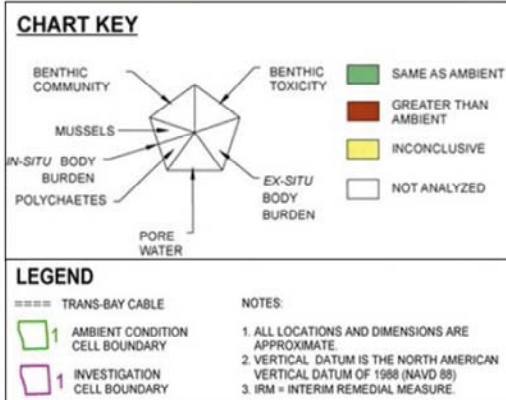 CHART KEY
BENTHIC
COMMUNITY
BENTHIC
TOXICITY
MUSSELS
IN-SITU BODY
BURDEN
POLYCHAETES
EX-SITU
BODY
BURDEN
PORE
WATER
SAME AS AMBIENT
GREATER THAN
AMBIENT
INCONCLUSIVE
NOT ANALYZED
LEGEND
==== TRANS-BAY CABLE
1 AMBIENT CONDITION
CELL BOUNDARY
1 INVESTIGATION
CELL BOUNDARY
NOTES:
1. ALL LOCATIONS AND DIMENSIONS ARE
APPROXIMATE.
2. VERTICAL DATUM IS THE NORTH AMERICAN
VERTICAL DATUM OF 1988 (NAVD 88)
3. IRM = INTERIM REMEDIAL MEASURE.